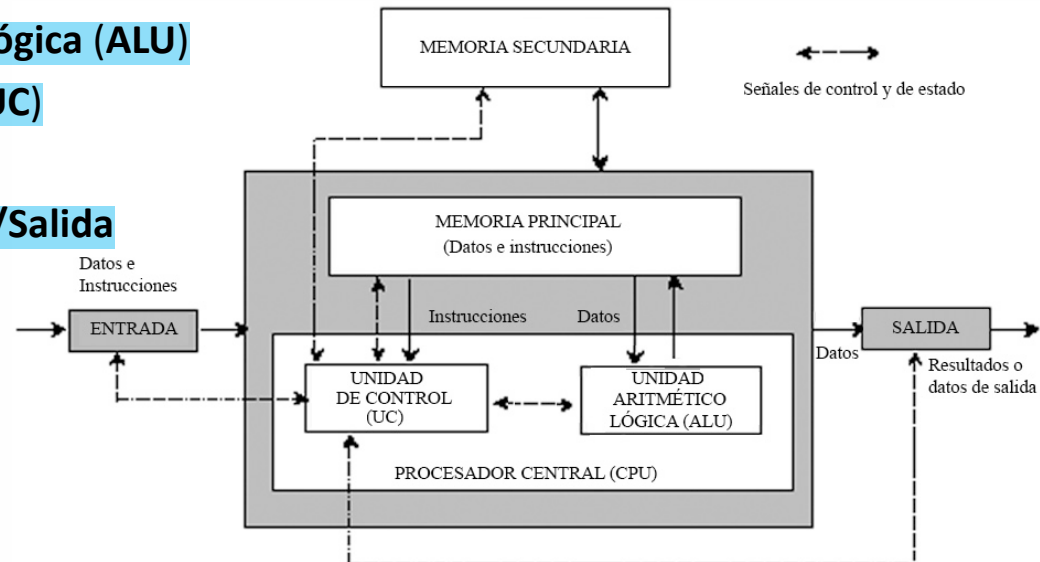 ógica (ALU)
UC)
/Salida
MEMORIA SECUNDARIA
Señales de control y de estado
MEMORIA PRINCIPAL
(Datos e instrucciones)
Datos e
Instrucciones
ENTRADA
Instrucciones
Datos
UNIDAD
DE CONTROL
(UC)
UNIDAD
ARITMÉTICO
LÓGICA (ALU)
PROCESADOR CENTRAL (CPU)
Datos
SALIDA
Resultados o
datos de salida